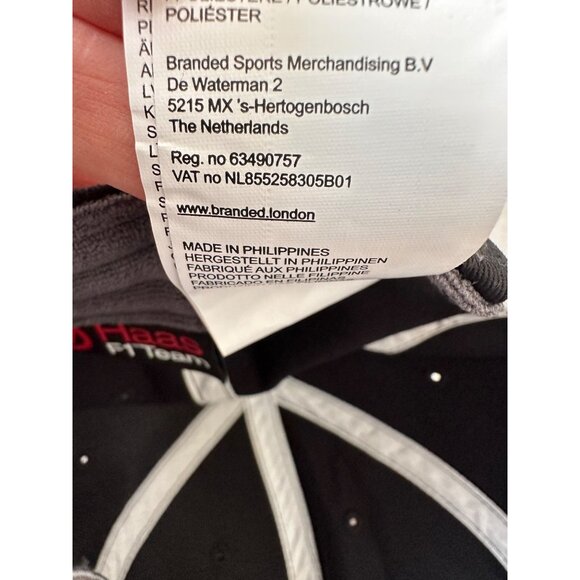 POLIÉSTER
Branded Sports Merchandising B.V
De Waterman 2
5215 MX 's-Hertogenbosch
The Netherlands
Reg. no 63490757
VAT no NL855258305B01
www.branded.london
MADE IN PHILIPPINES
HERGESTELLT IN PHILIPPINEN
FABRIQUÉ AUX PHILIPPINES
PRODOTTO NELLE FILIPPINE
FABRICADO EN FILIPINAS
Haas
F1 Team